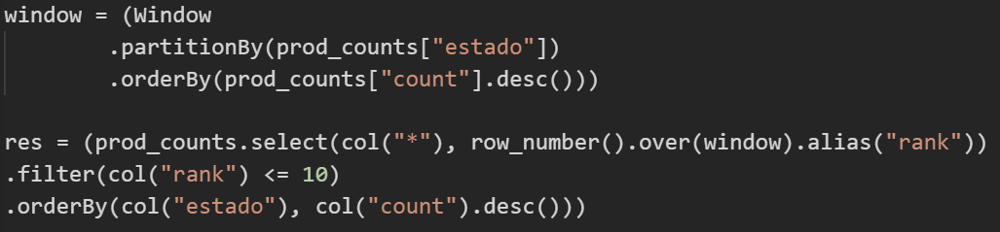 window = (Window
.partitionBy(prod_counts["estado"])
.orderBy(prod_counts["count"].desc()))
res = (prod_counts.select(col("*"), row_number().over(window).alias("rank"))
.filter(col("rank") <= 10)
.orderBy(col("estado"), col("count").desc()))